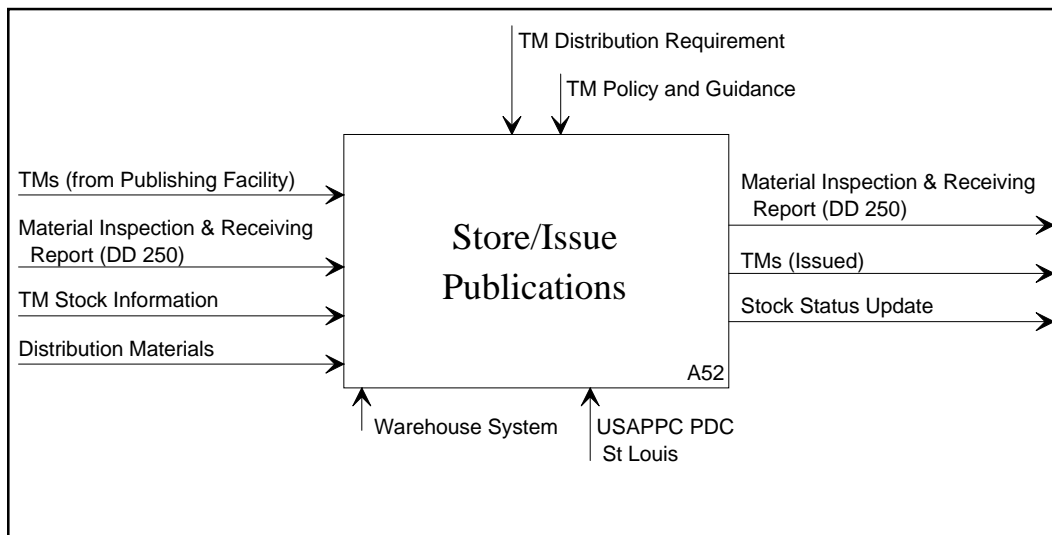 TM Distribution Requirement
TM Policy and Guidance
TMs (from Publishing Facility)
Material Inspection & Receiving
Report (DD 250)
TM Stock Information
Distribution Materials
Store/Issue
Publications
A52
Material Inspection & Receiving
Report (DD 250)
TMs (Issued)
Stock Status Update
Warehouse System
USAPPC PDC
St Louis